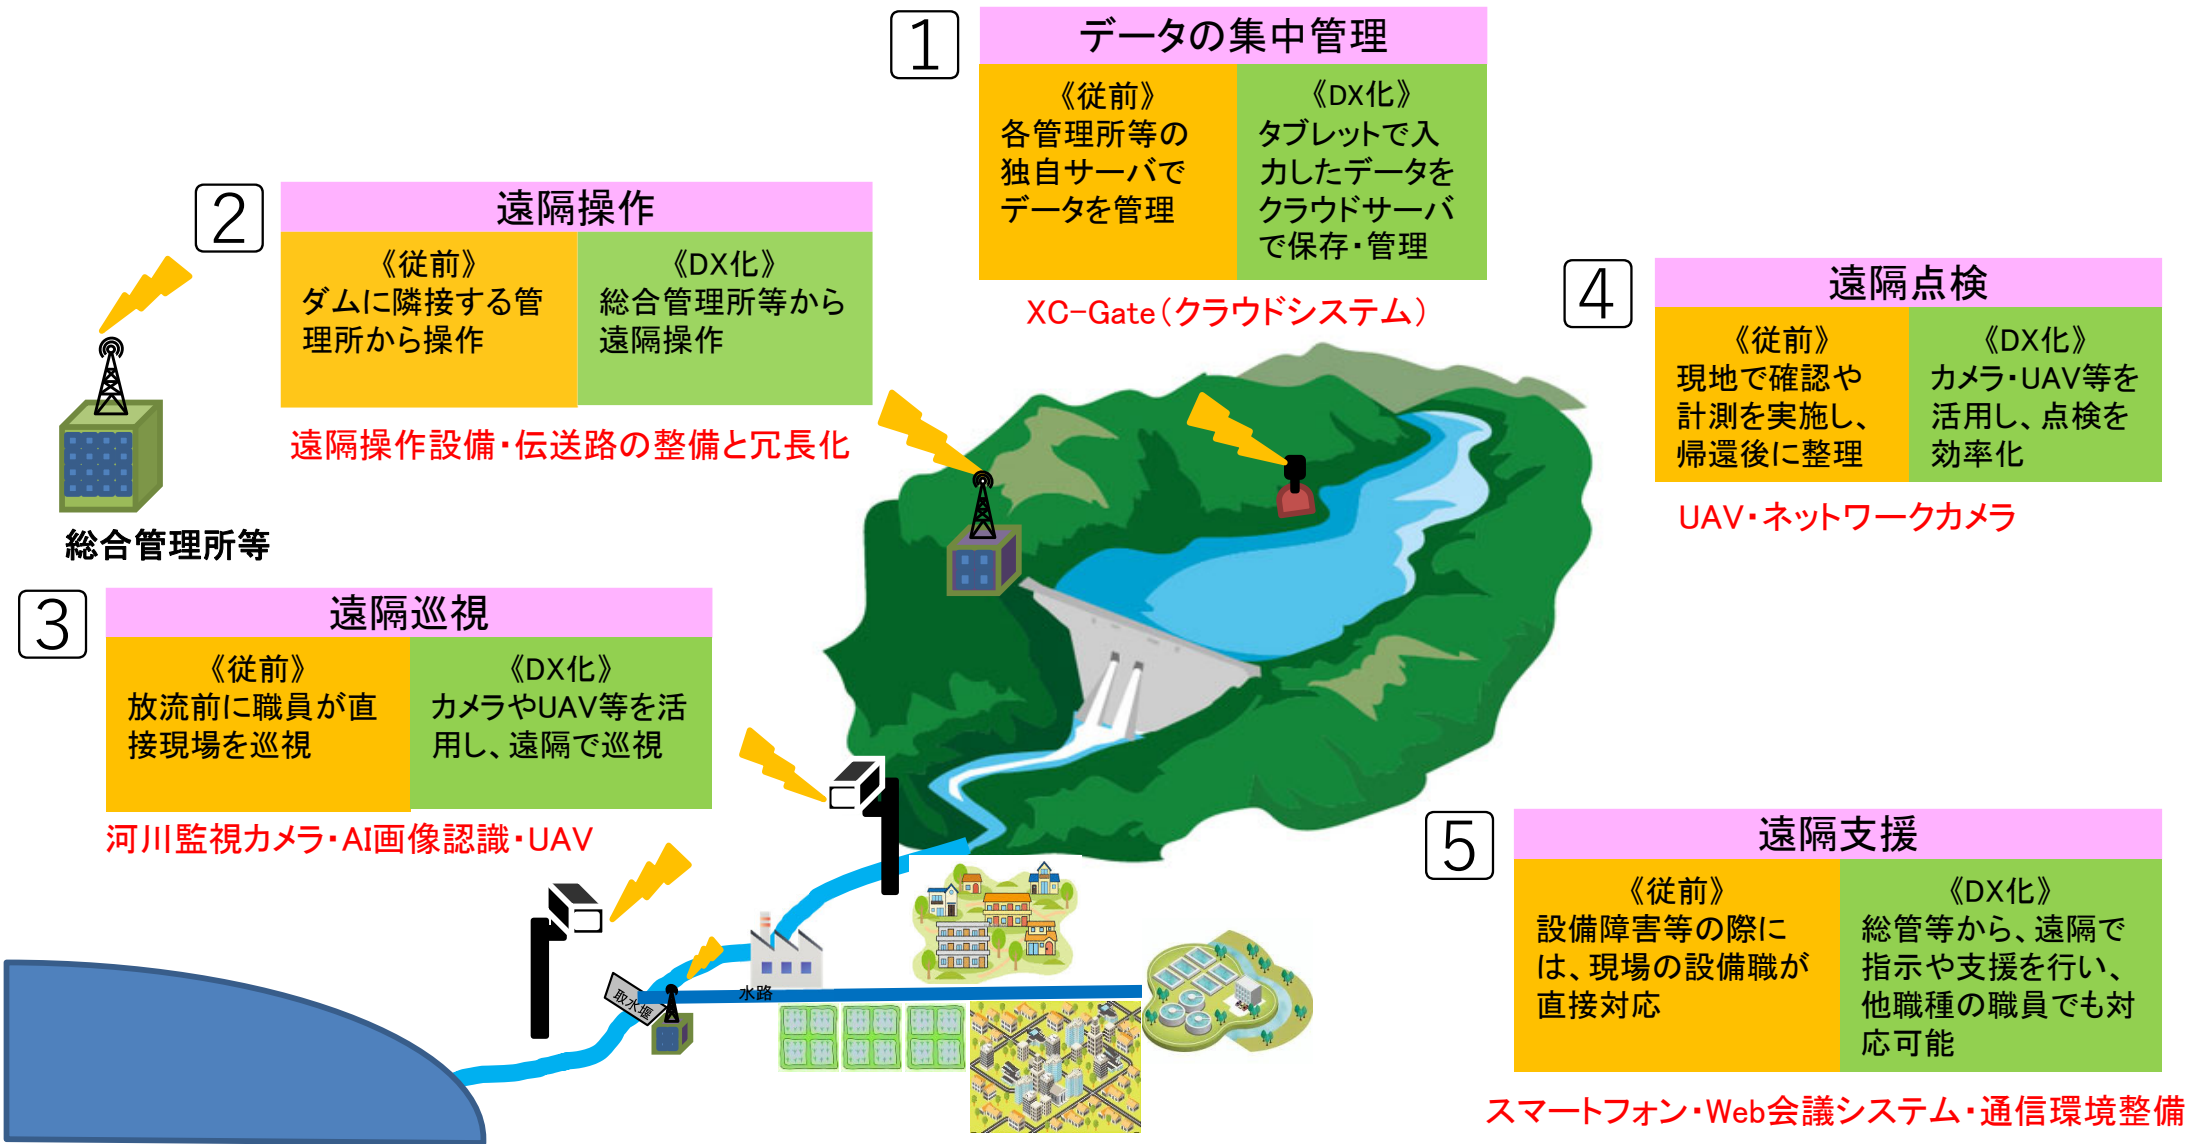 1
データの集中管理
《従前》
各管理所等の
独自サーバで
データを管理
《DX化》
タブレットで入
力したデータを
クラウドサーバ
で保存・管理
XC-Gate（クラウドシステム）
2
遠隔操作
《従前》
ダムに隣接する管
理所から操作
《DX化》
総合管理所等から
遠隔操作
遠隔操作設備・伝送路の整備と冗長化
総合管理所等
3
遠隔巡視
《従前》
放流前に職員が直
接現場を巡視
《DX化》
カメラやUAV等を活
用し、遠隔で巡視
河川監視カメラ・AI画像認識・UAV
4
遠隔点検
《従前》
現地で確認や
計測を実施し、
帰還後に整理
《DX化》
カメラ・UAV等を
活用し、点検を
効率化
UAV・ネットワークカメラ
5
遠隔支援
《従前》
設備障害等の際に
は、現場の設備職が
直接対応
《DX化》
総管等から、遠隔で
指示や支援を行い、
他職種の職員でも対
応可能
スマートフォン・Web会議システム・通信環境整備
取水堰
水路